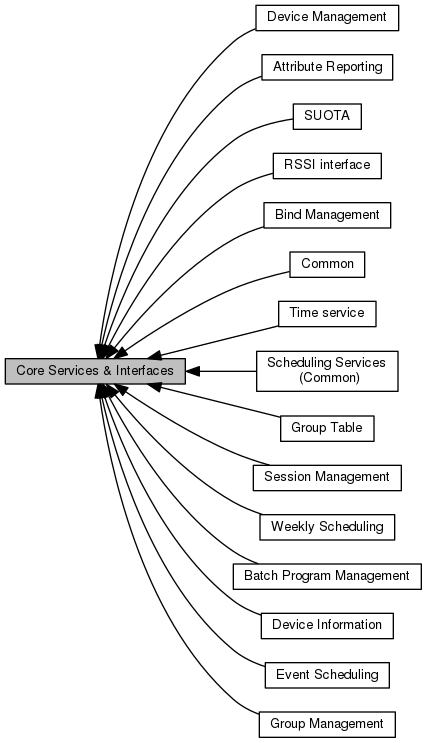 Device Management
Attribute Reporting
SUOTA
RSSI interface
Bind Management
Common
Time service
Core Services & Interfaces
Scheduling Services
(Common)
Group Table
Session Management
Weekly Scheduling
Batch Program Management
Device Information
Event Scheduling
Group Management